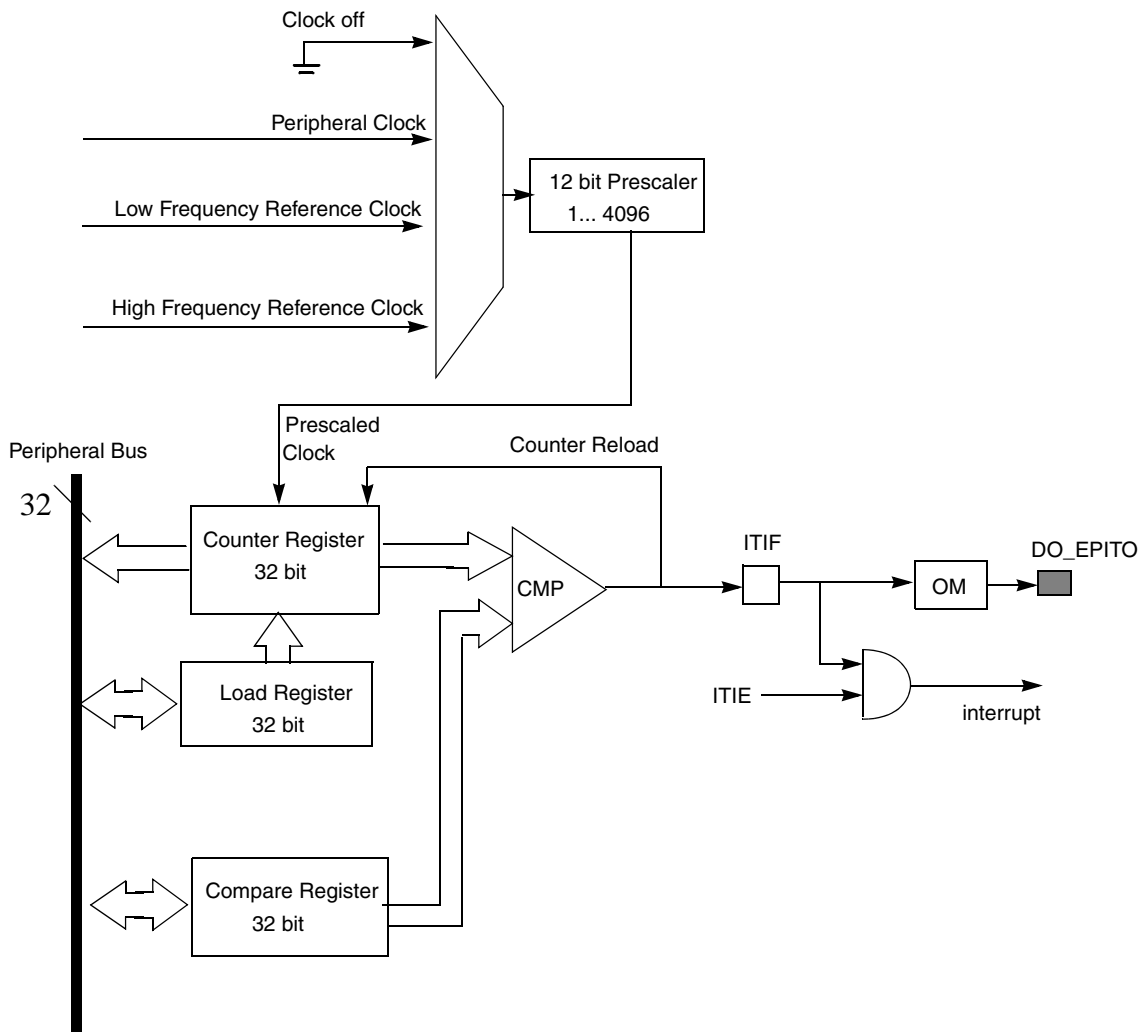 Clock off
Peripheral Clock
12 bit Prescaler
1... 4096
Low Frequency Reference Clock
High Frequency Reference Clock
Prescaled
Clock
Counter Reload
Peripheral Bus
32
Counter Register
32 bit
CMP
ITIF
OM
DO_EPITO
Load Register
32 bit
ITIE
interrupt
Compare Register
32 bit